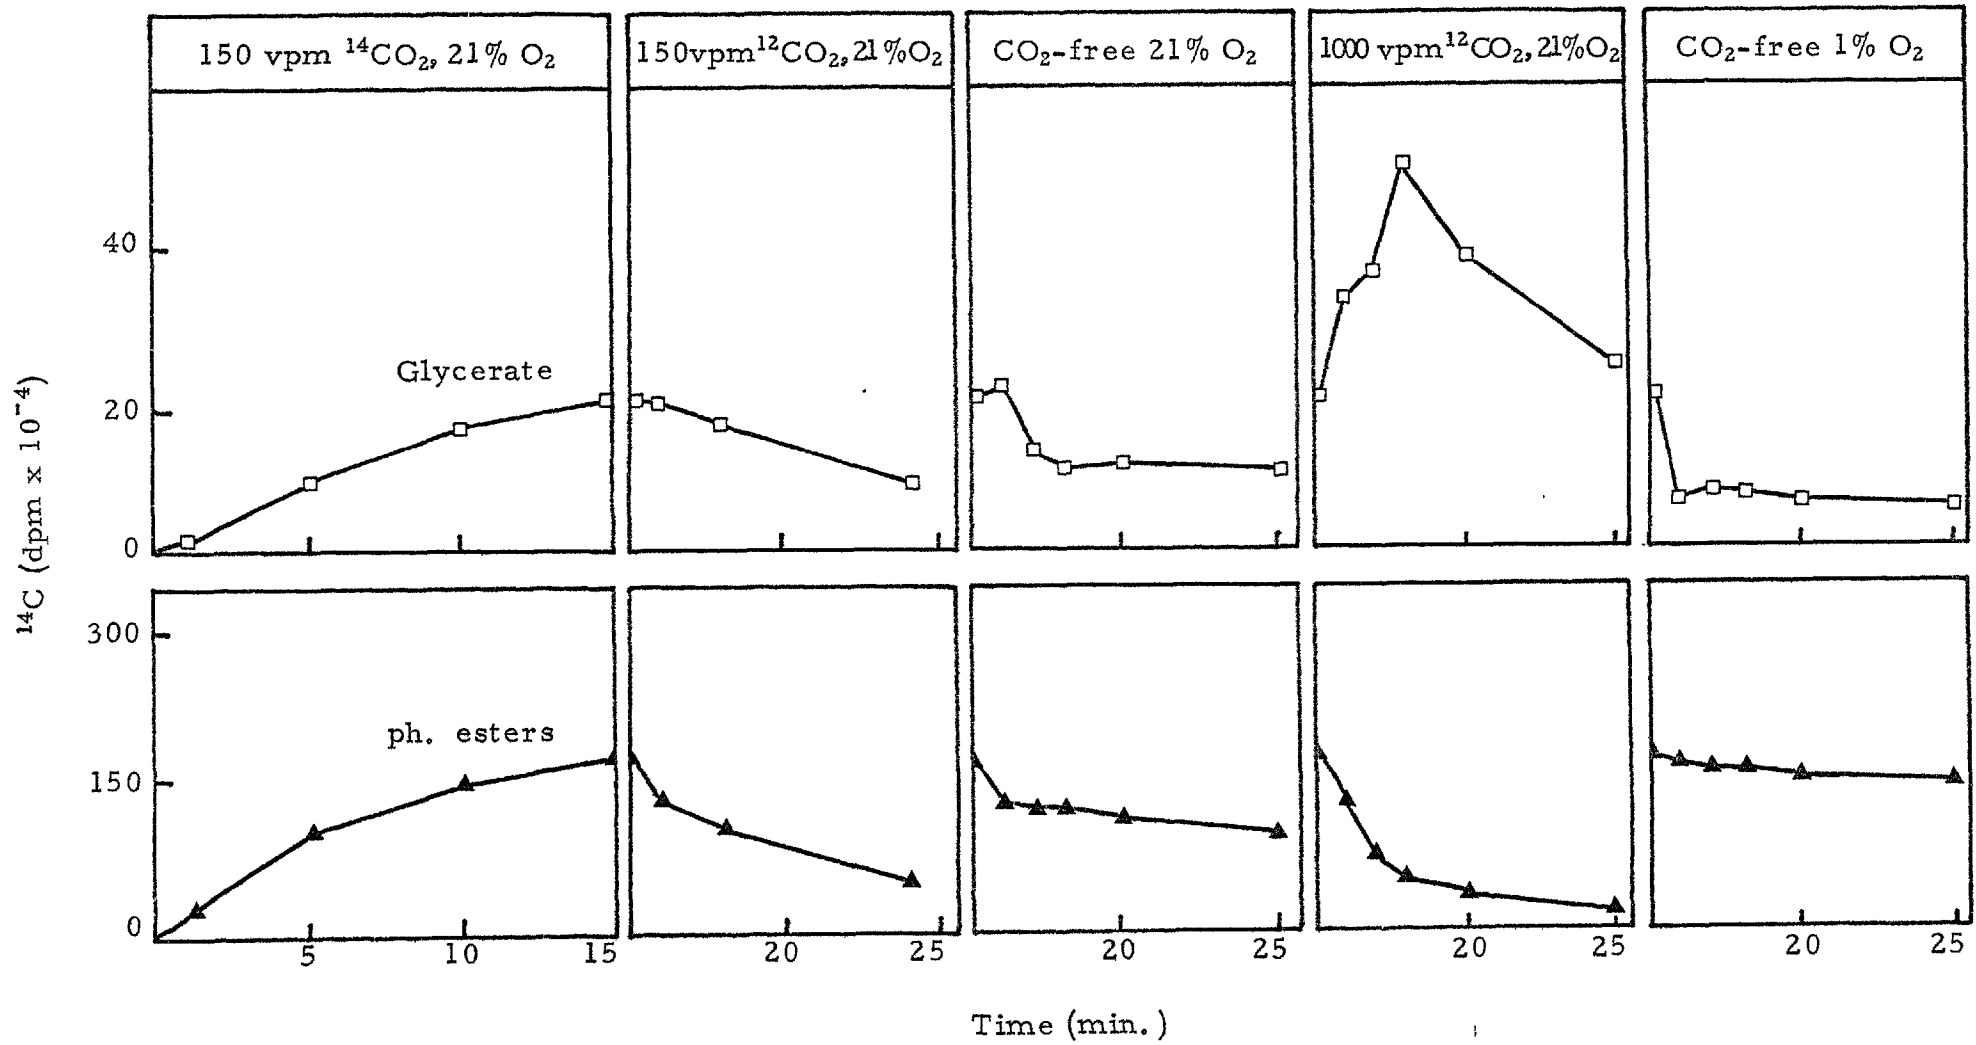 150 vpm ¹⁴CO₂, 21% O₂
150vpm¹²CO₂,21%O₂
CO₂-free 21% O₂
1000 vpm¹²CO₂,21%O₂
CO₂-free 1% O₂
¹⁴C (dpm x 10⁻⁴)
40
20
0
Glycerate
300
150
0
ph. esters
5 10 15 20 25 20 25 20 25 20 25
Time (min.)